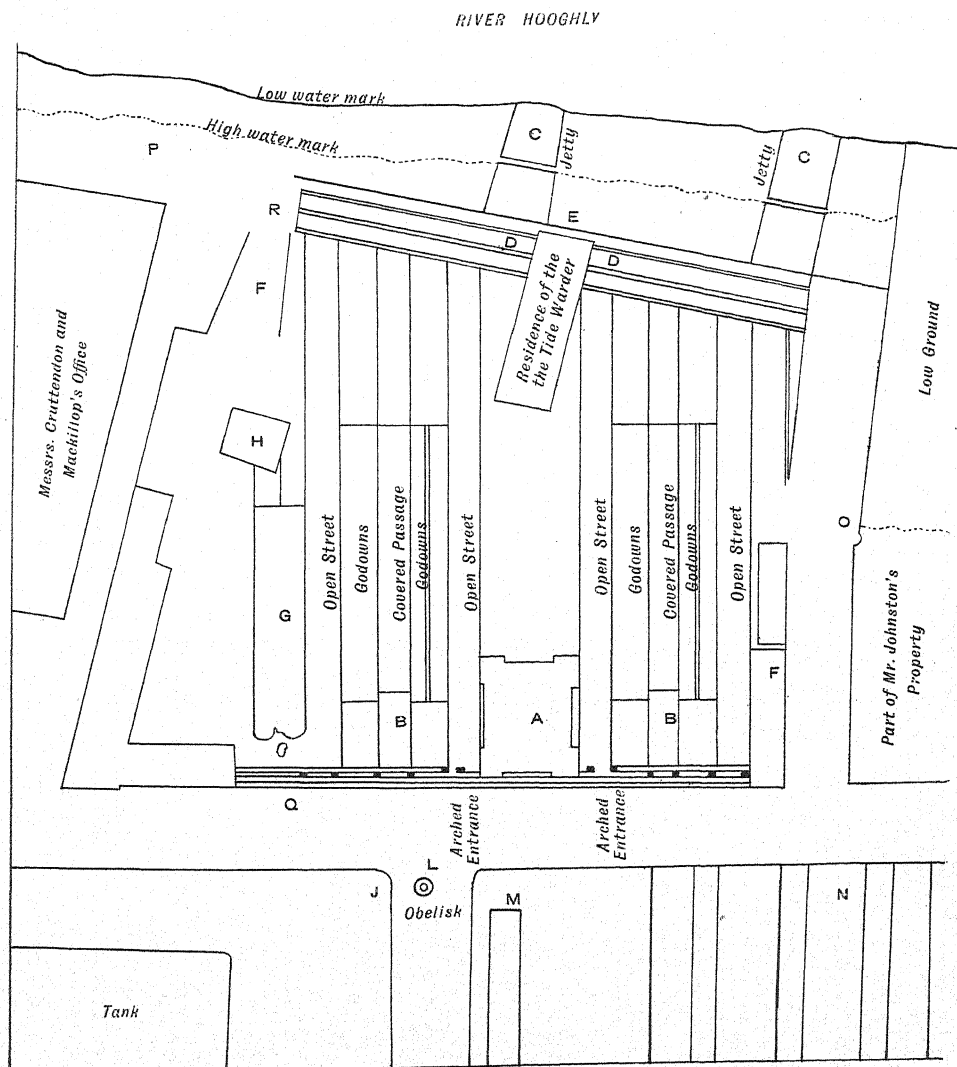 RIVER HOOGHLY
Low water mark
High water mark
P
C
Jetty
Jetty
C
R
E
D
D
F
Residence of the
the Tide Warder
Low Ground
Messrs. Cruttendon and
Mackillop's Office
H
O
Open Street
Godowns
Covered Passage
Godowns
Open Street
Open Street
Godowns
Covered Passage
Godowns
Open Street
G
F
Part of Mr. Johnston's
Property
B
A
B
Q
Arched
Entrance
Arched
Entrance
L
J
Obelisk
M
N
Tank